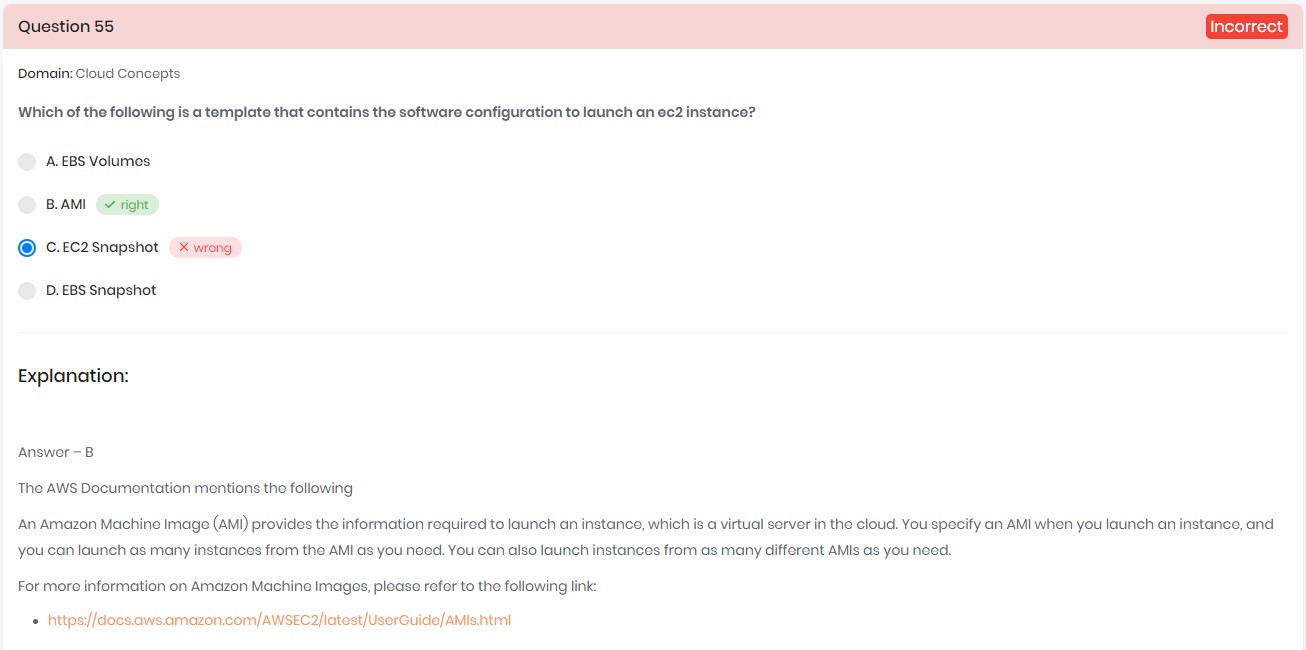 Question 55
Incorrect
Domain: Cloud Concepts
Which of the following is a template that contains the software configuration to launch an ec2 instance?
A. EBS Volumes
B. AMI ✓ right
C. EC2 Snapshot ✕ wrong
D. EBS Snapshot
Explanation:
Answer – B
The AWS Documentation mentions the following
An Amazon Machine Image (AMI) provides the information required to launch an instance, which is a virtual server in the cloud. You specify an AMI when you launch an instance, and
you can launch as many instances from the AMI as you need. You can also launch instances from as many different AMIs as you need.
For more information on Amazon Machine Images, please refer to the following link:
• https://docs.aws.amazon.com/AWSEC2/latest/UserGuide/AMIs.html